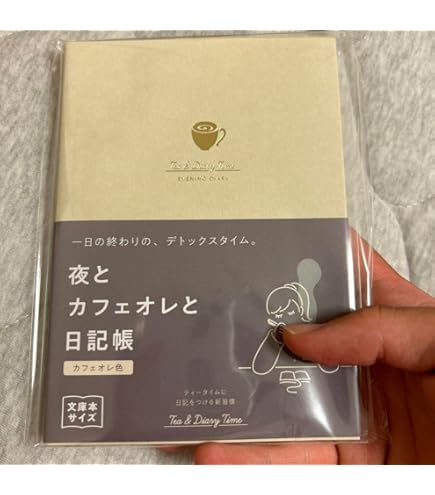 Tea & Diary Time
EVENING DIARY
一日の終わりの、デトックスタイム。
夜と
カフェオレと
日記帳
カフェオレ色
ティータイムに
日記をつける新習慣
文庫本
サイズ
Tea & Diary Time